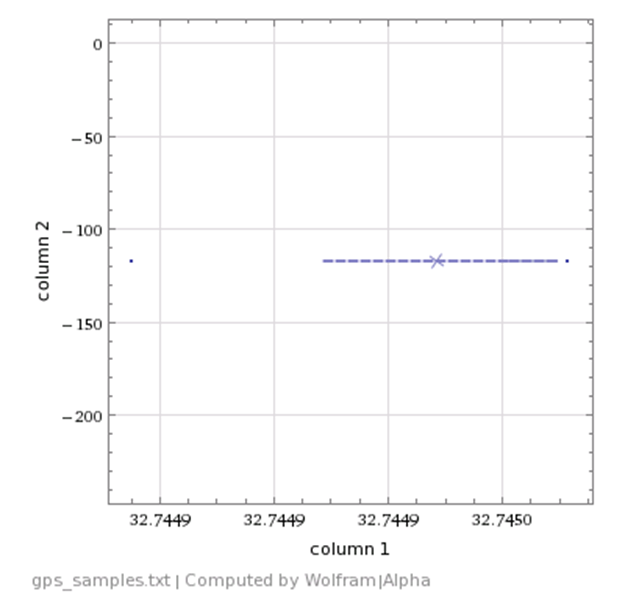 0
−50
−100
−150
−200
column 2
32.7449 32.7449 32.7449 32.7450
column 1
gps_samples.txt | Computed by Wolfram|Alpha